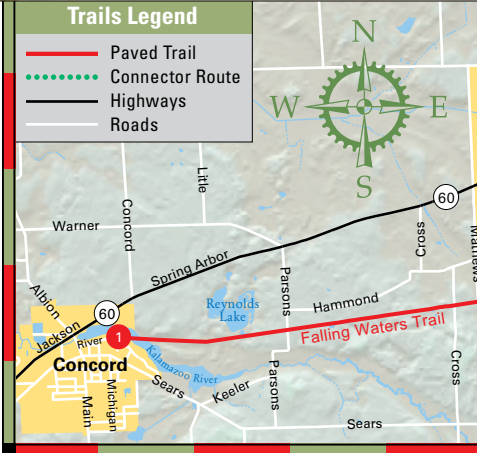 Trails Legend
Paved Trail
Connector Route
Highways
Roads
N
W
E
S
60
Litle
Concord
Warner
Cross
Mathews
Spring Arbor
Parsons
Albion
60
Reynolds
Lake
Hammond
Jackson
River
1
Falling Waters Trail
Concord
Kalamazoo River
Cross
Sears
Keeler
Parsons
Michigan
Main
Sears